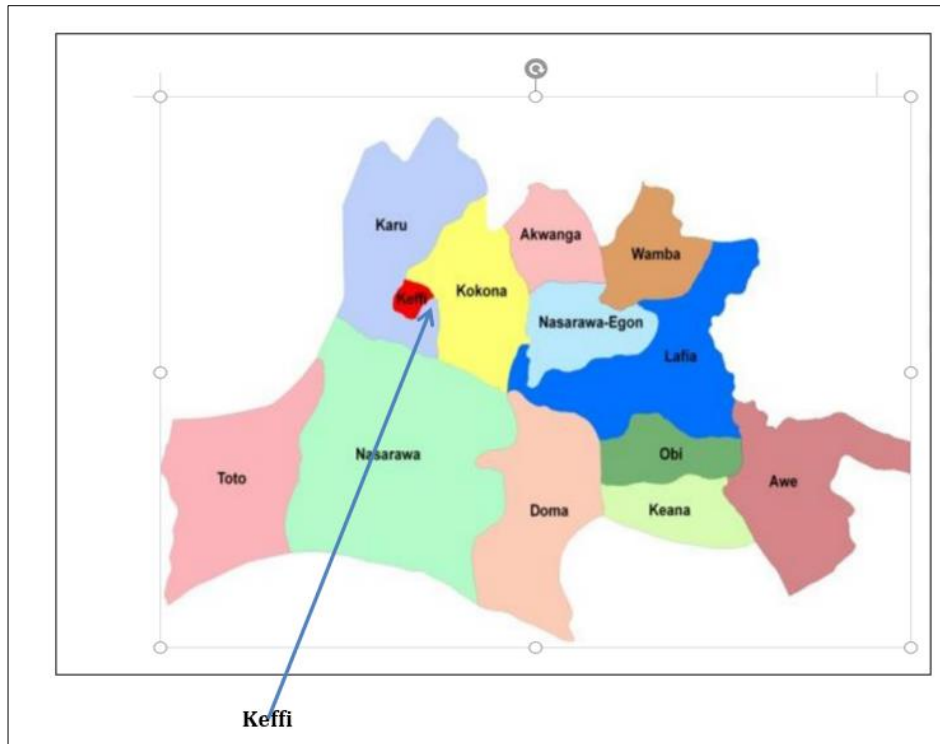 Karu
Akwanga
Wamba
Keffi
Kokona
Nasarawa-Egon
Lafia
Toto
Nasarawa
Obi
Awe
Doma
Keana
Keffi